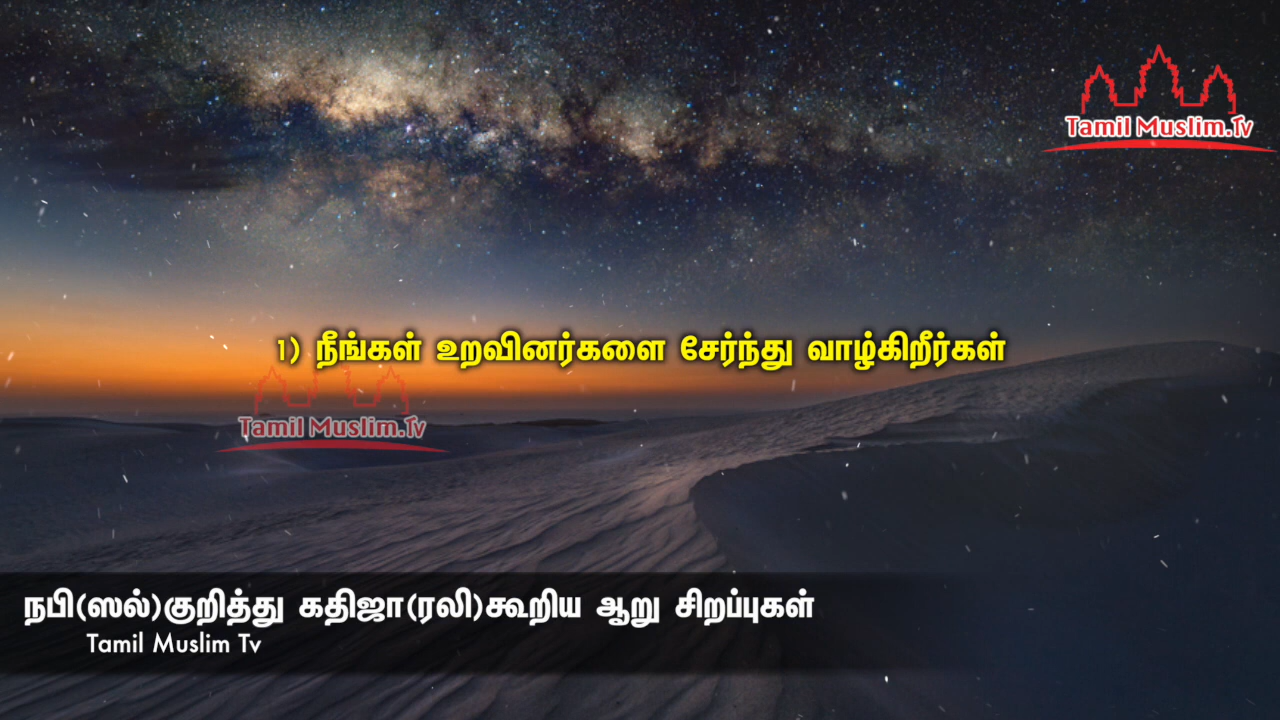 Tamil Muslim.Tv
1) நீங்கள் உறவினர்களை சேர்ந்து வாழ்கிறீர்கள்
Tamil Muslim.Tv
நபி(ஸல்)குறித்து கதிஜா(ரலி)கூறிய ஆறு சிறப்புகள்
Tamil Muslim Tv